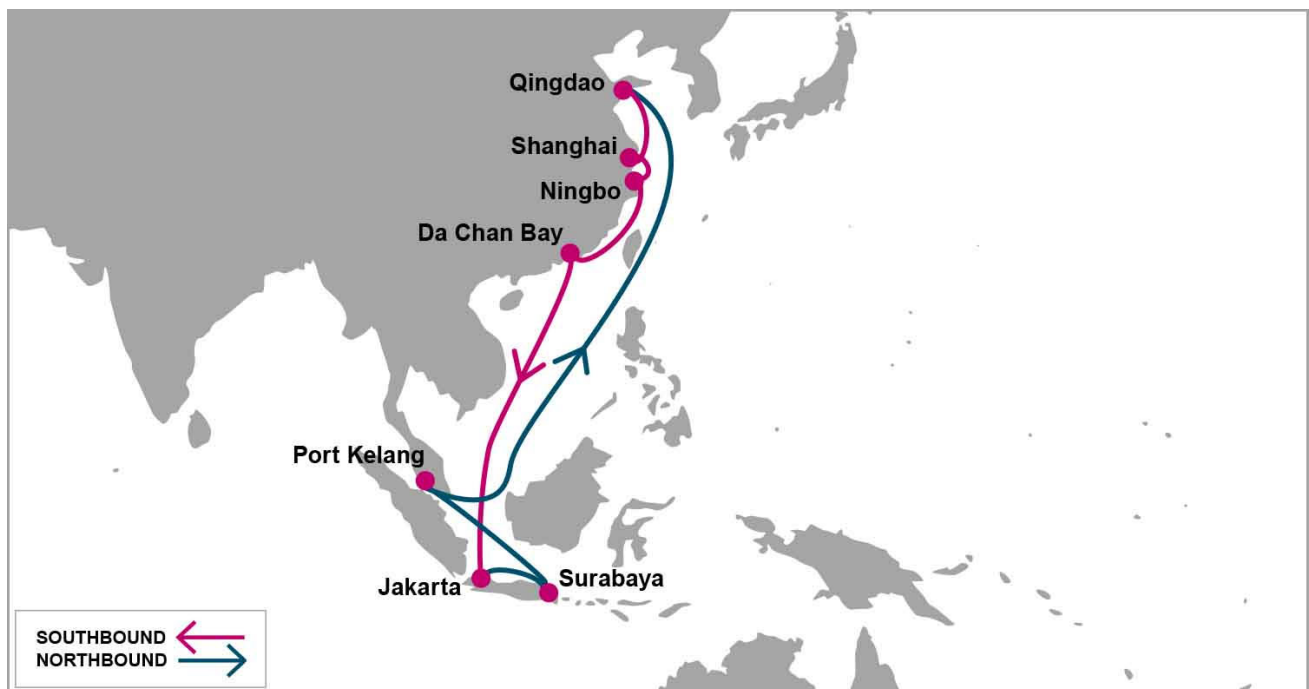 Qingdao
Shanghai
Ningbo
Da Chan Bay
Port Kelang
Jakarta
Surabaya
SOUTHBOUND
NORTHBOUND